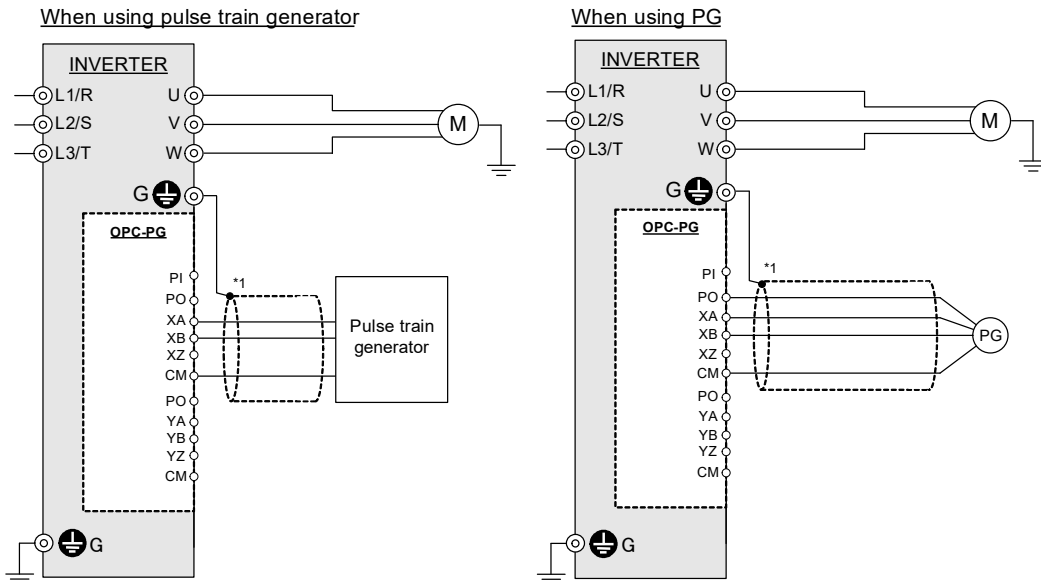 When using pulse train generator
INVERTER
L1/R
U
L2/S
V
M
L3/T
W
G
OPC-PG
*1
PI
PO
XA
XB
XZ
CM
Pulse train
generator
PO
YA
YB
YZ
CM
G
When using PG
INVERTER
L1/R
U
L2/S
V
M
L3/T
W
G
OPC-PG
*1
PI
PO
XA
XB
PG
XZ
CM
PO
YA
YB
YZ
CM
G